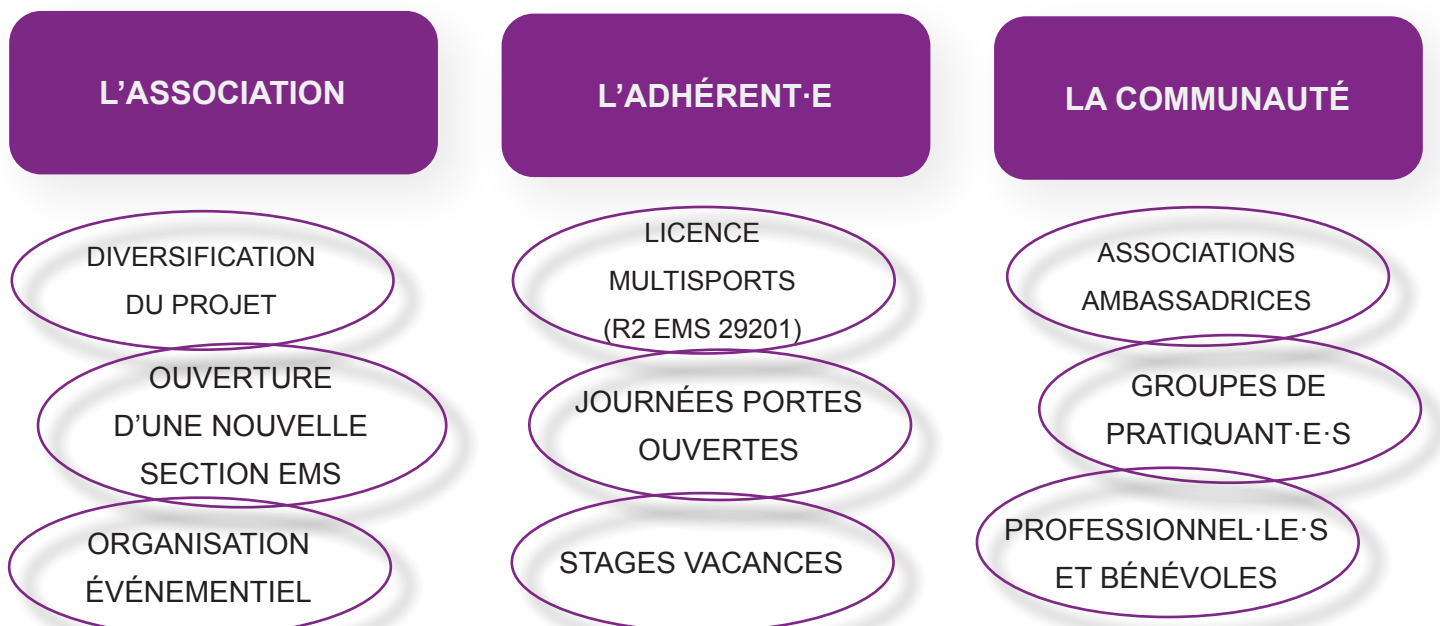 L’ASSOCIATION
DIVERSIFICATION
DU PROJET
OUVERTURE
D’UNE NOUVELLE
SECTION EMS
ORGANISATION
ÉVÉNEMENTIEL
L’ADHÉRENT·E
LICENCE
MULTISPORTS
(R2 EMS 29201)
JOURNÉES PORTES
OUVERTES
STAGES VACANCES
LA COMMUNAUTÉ
ASSOCIATIONS
AMBASSADRICES
GROUPES DE
PRATIQUANT·E·S
PROFESSIONNEL·LE·S
ET BÉNÉVOLES